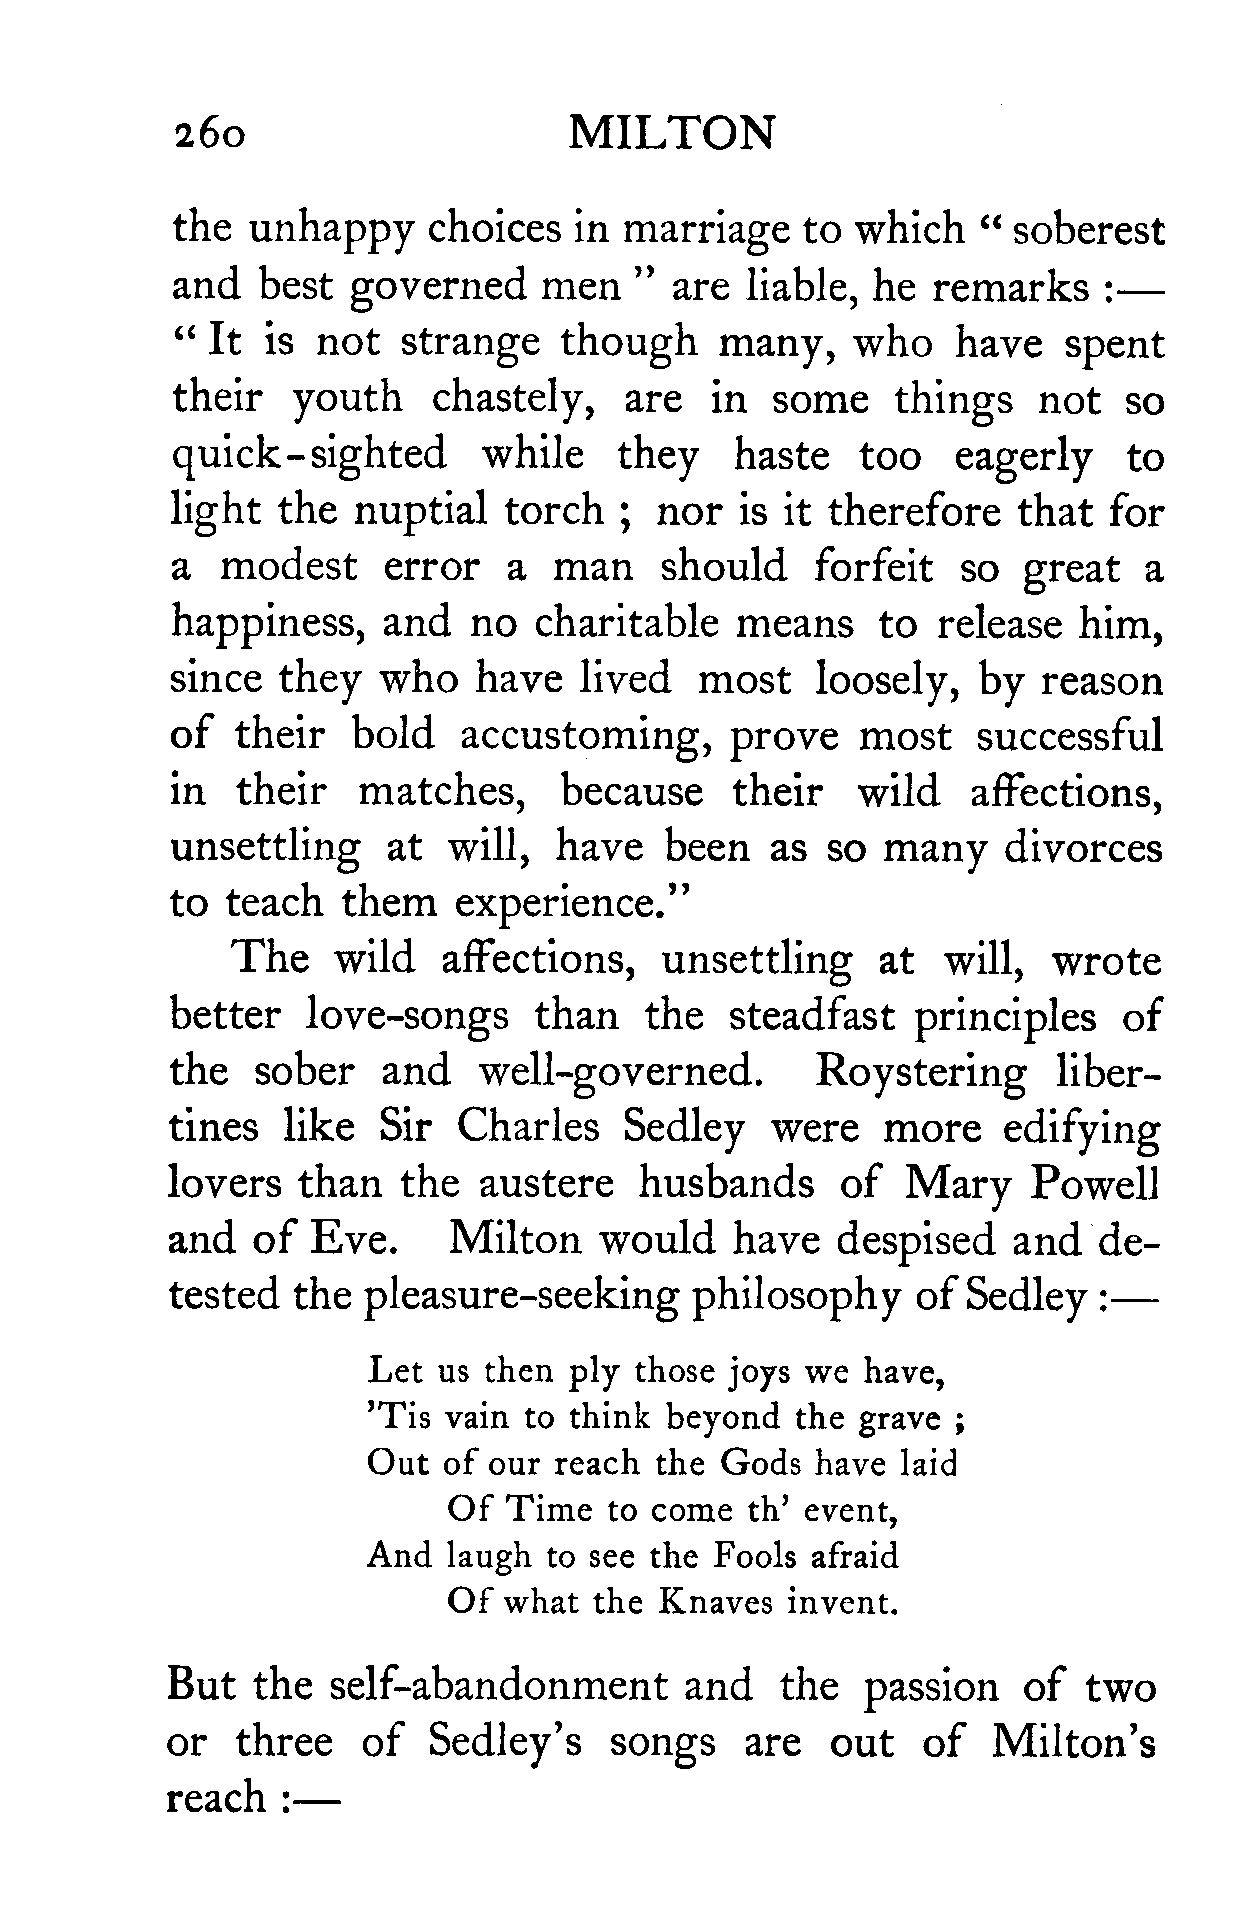 260 MILTON
the unhappy choices in marriage to which “ soberest
and best governed men ” are liable, he remarks :—
“ It is not strange though many, who have spent
their youth chastely, are in some things not so
quick-sighted while they haste too eagerly to
light the nuptial torch ; nor is it therefore that for
a modest error a man should forfeit so great a
happiness, and no charitable means to release him,
since they who have lived most loosely, by reason
of their bold accustoming, prove most successful
in their matches, because their wild affections,
unsettling at will, have been as so many divorces
to teach them experience.”
The wild affections, unsettling at will, wrote
better love-songs than the steadfast principles of
the sober and well-governed. Roystering liber-
tines like Sir Charles Sedley were more edifying
lovers than the austere husbands of Mary Powell
and of Eve. Milton would have despised and de-
tested the pleasure-seeking philosophy of Sedley :—
Let us then ply those joys we have,
’Tis vain to think beyond the grave ;
Out of our reach the Gods have laid
Of Time to come th’ event,
And laugh to see the Fools afraid
Of what the Knaves invent.
But the self-abandonment and the passion of two
or three of Sedley’s songs are out of Milton’s
reach :—